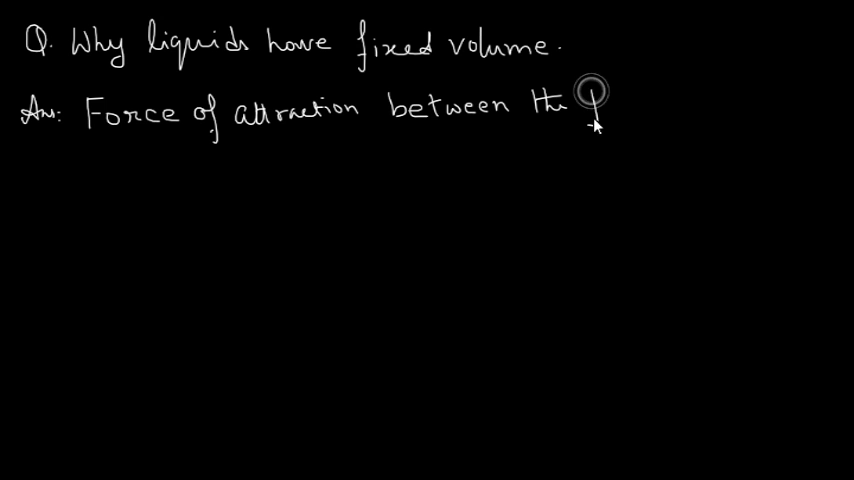 Q. Why liquids have fixed volume.
Ans: Force of attraction between the